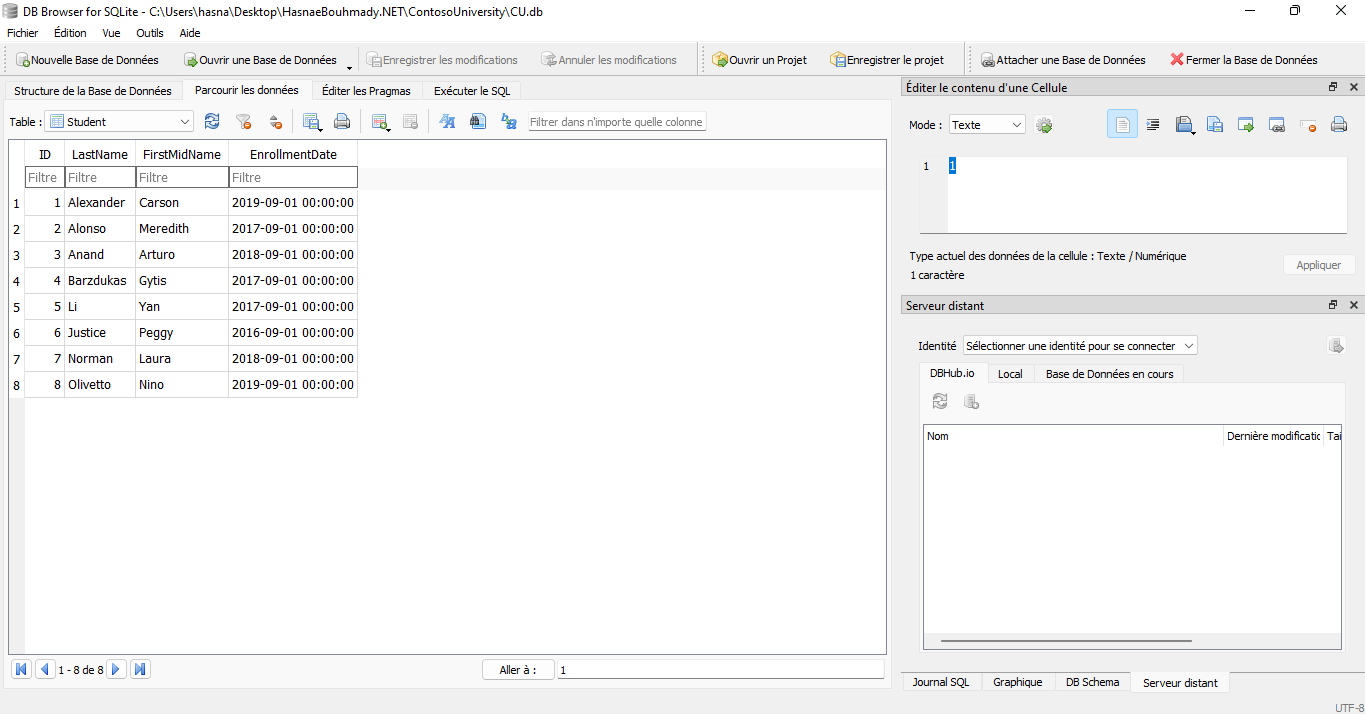 DB Browser for SQLite - C:\Users\hasna\Desktop\HasnaeBouhmady.NET\ContosoUniversity\CU.db
Fichier Édition Vue Outils Aide
Nouvelle Base de Données Ouvrir une Base de Données Enregistrer les modifications Annuler les modifications Ouvrir un Projet Enregistrer le projet Attacher une Base de Données Fermer la Base de Données
Structure de la Base de Données Parcourir les données Éditer les Pragmas Exécuter le SQL
Table : Student Filtrer dans n'importe quelle colonne
ID LastName FirstMidName EnrollmentDate
Filtre Filtre Filtre Filtre
1 1 Alexander Carson 2019-09-01 00:00:00
2 2 Alonso Meredith 2017-09-01 00:00:00
3 3 Anand Arturo 2018-09-01 00:00:00
4 4 Barzdukas Gytis 2017-09-01 00:00:00
5 5 Li Yan 2017-09-01 00:00:00
6 6 Justice Peggy 2016-09-01 00:00:00
7 7 Norman Laura 2018-09-01 00:00:00
8 8 Olivetto Nino 2019-09-01 00:00:00
1 - 8 de 8 Aller à : 1
Éditer le contenu d'une Cellule
Mode : Texte
1 1
Type actuel des données de la cellule : Texte / Numérique
1 caractère
Appliquer
Serveur distant
Identité Sélectionner une identité pour se connecter
DBHub.io Local Base de Données en cours
Nom Dernière modificatic Tai
Journal SQL Graphique DB Schema Serveur distant
UTF-8